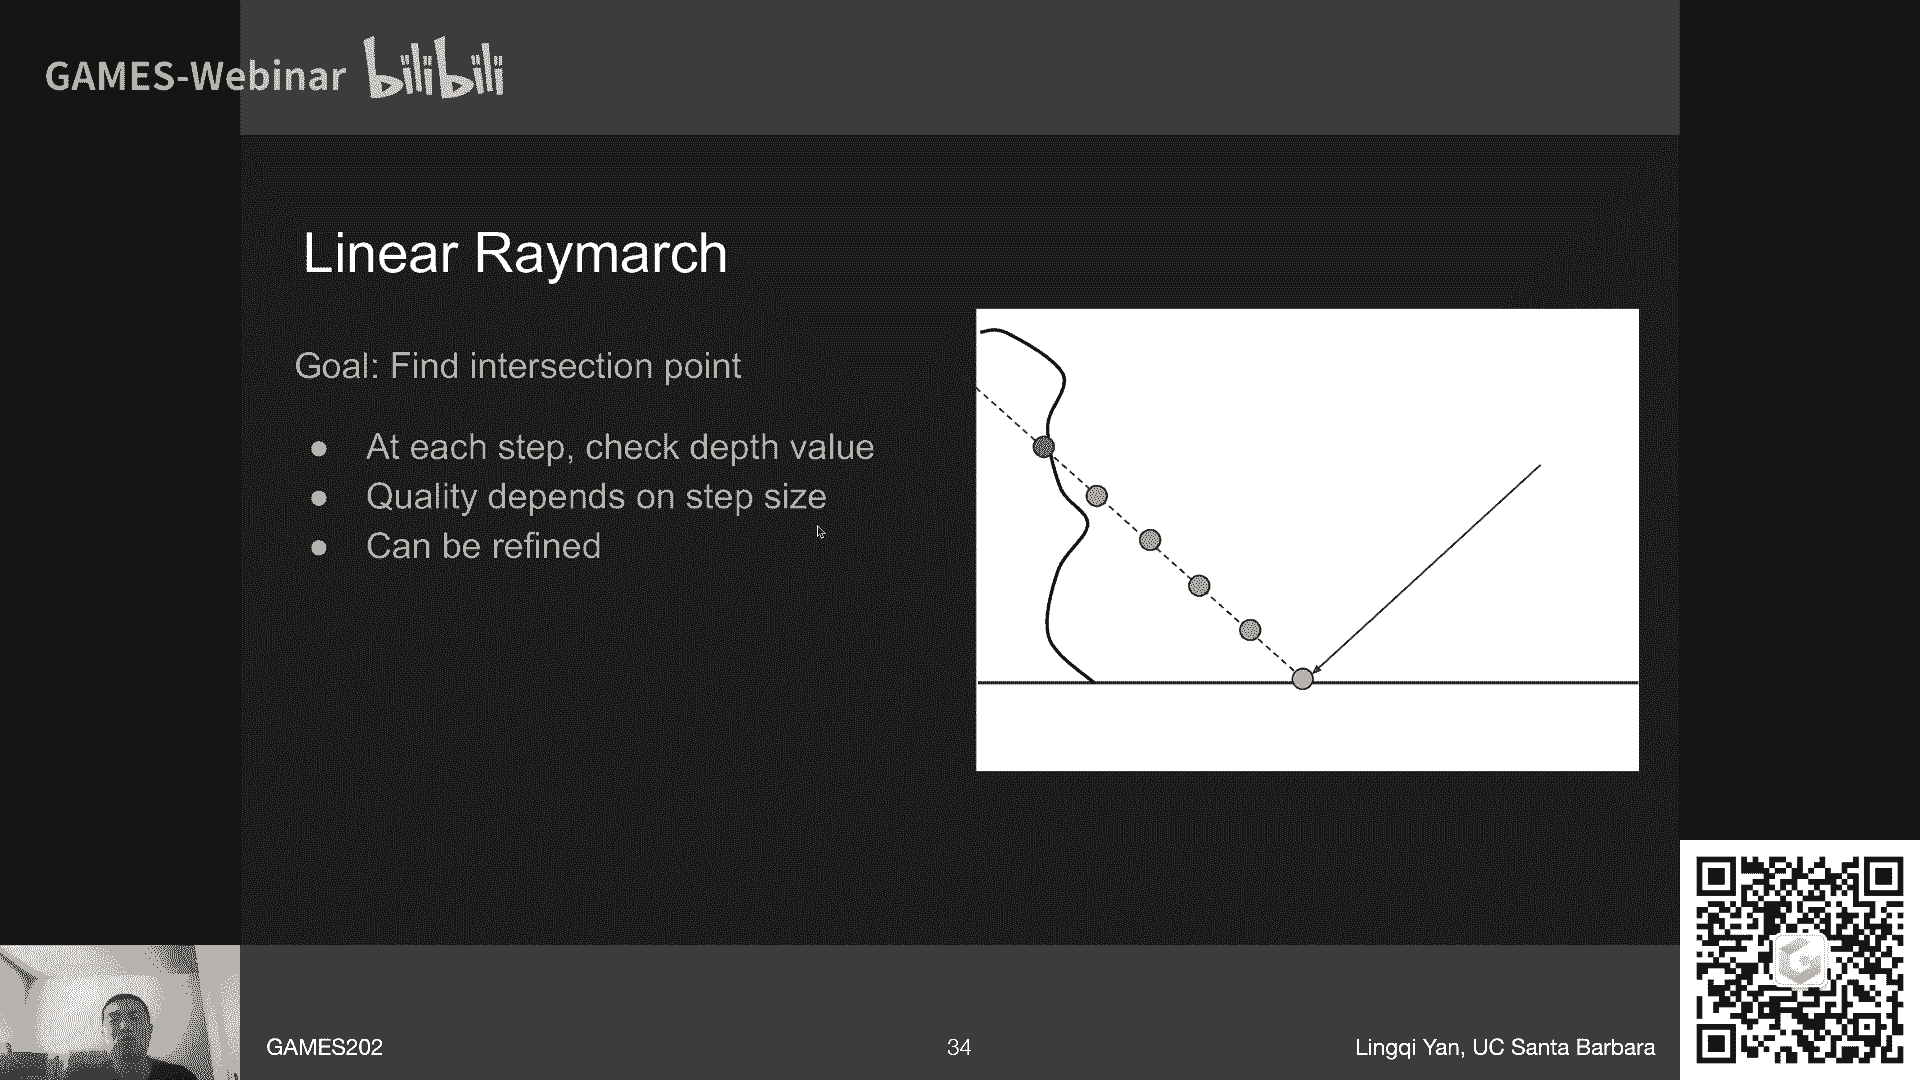 GAMES-Webinar bilibili
Linear Raymarch
Goal: Find intersection point
● At each step, check depth value
● Quality depends on step size
● Can be refined
GAMES202
34
Lingqi Yan, UC Santa Barbara